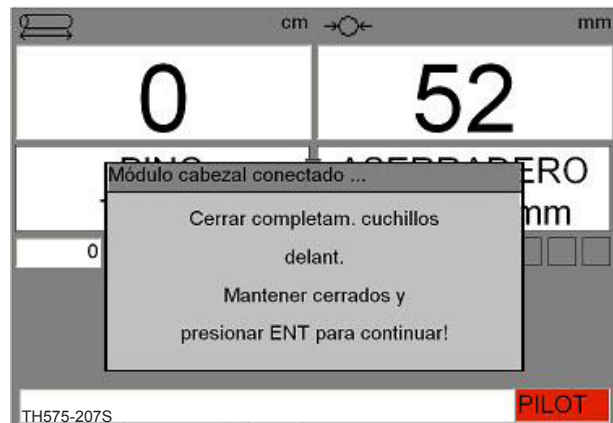 cm
mm
0
52
ERO
mm
Módulo cabezal conectado ...
Cerrar completam. cuchillos
delant.
Mantener cerrados y
presionar ENT para continuar!
0
TH575-207S
PILOT